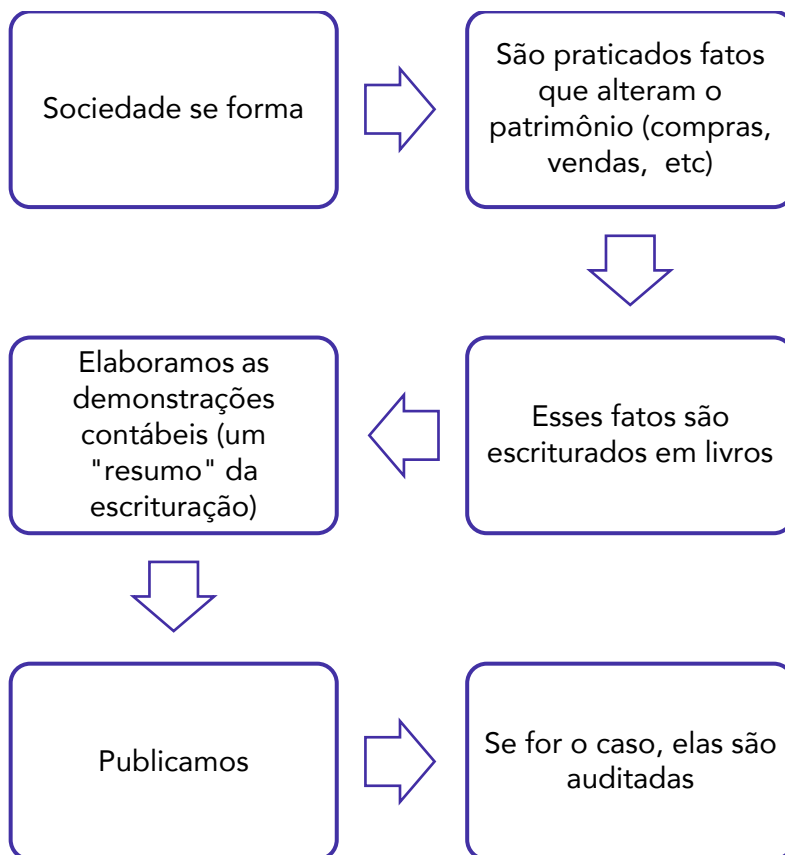 Sociedade se forma
São praticados fatos
que alteram o
patrimônio (compras,
vendas,  etc)
Esses fatos são
escriturados em livros
Elaboramos as
demonstrações
contábeis (um
"resumo" da
escrituração)
Publicamos
Se for o caso, elas são
auditadas